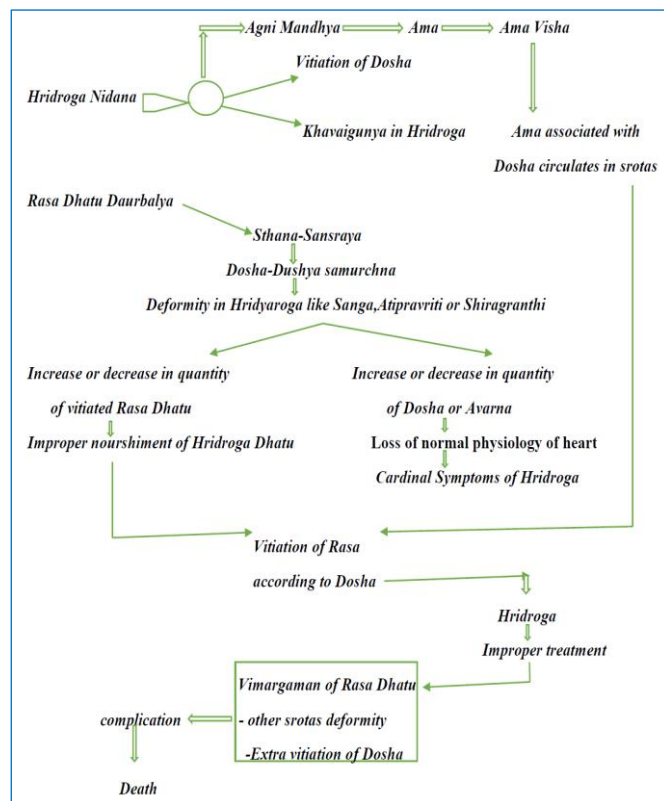 Agni Mandhya
Ama
Ama Visha
Vitiation of Dosha
Hridroga Nidana
Khavaigunya in Hridroga
Ama associated with
Dosha circulates in srotas
Rasa Dhatu Daurbalya
Sthana-Sansraya
Dosha-Dushya samurchna
Deformity in Hridyaroga like Sanga,Atipravriti or Shiragranthi
Increase or decrease in quantity
of vitiated Rasa Dhatu
Improper nourishment of Hridroga Dhatu
Increase or decrease in quantity
of Dosha or Avarna
Loss of normal physiology of heart
Cardinal Symptoms of Hridroga
Vitiation of Rasa
according to Dosha
Hridroga
Improper treatment
Vimargaman of Rasa Dhatu
- other srotas deformity
-Extra vitiation of Dosha
complication
Death